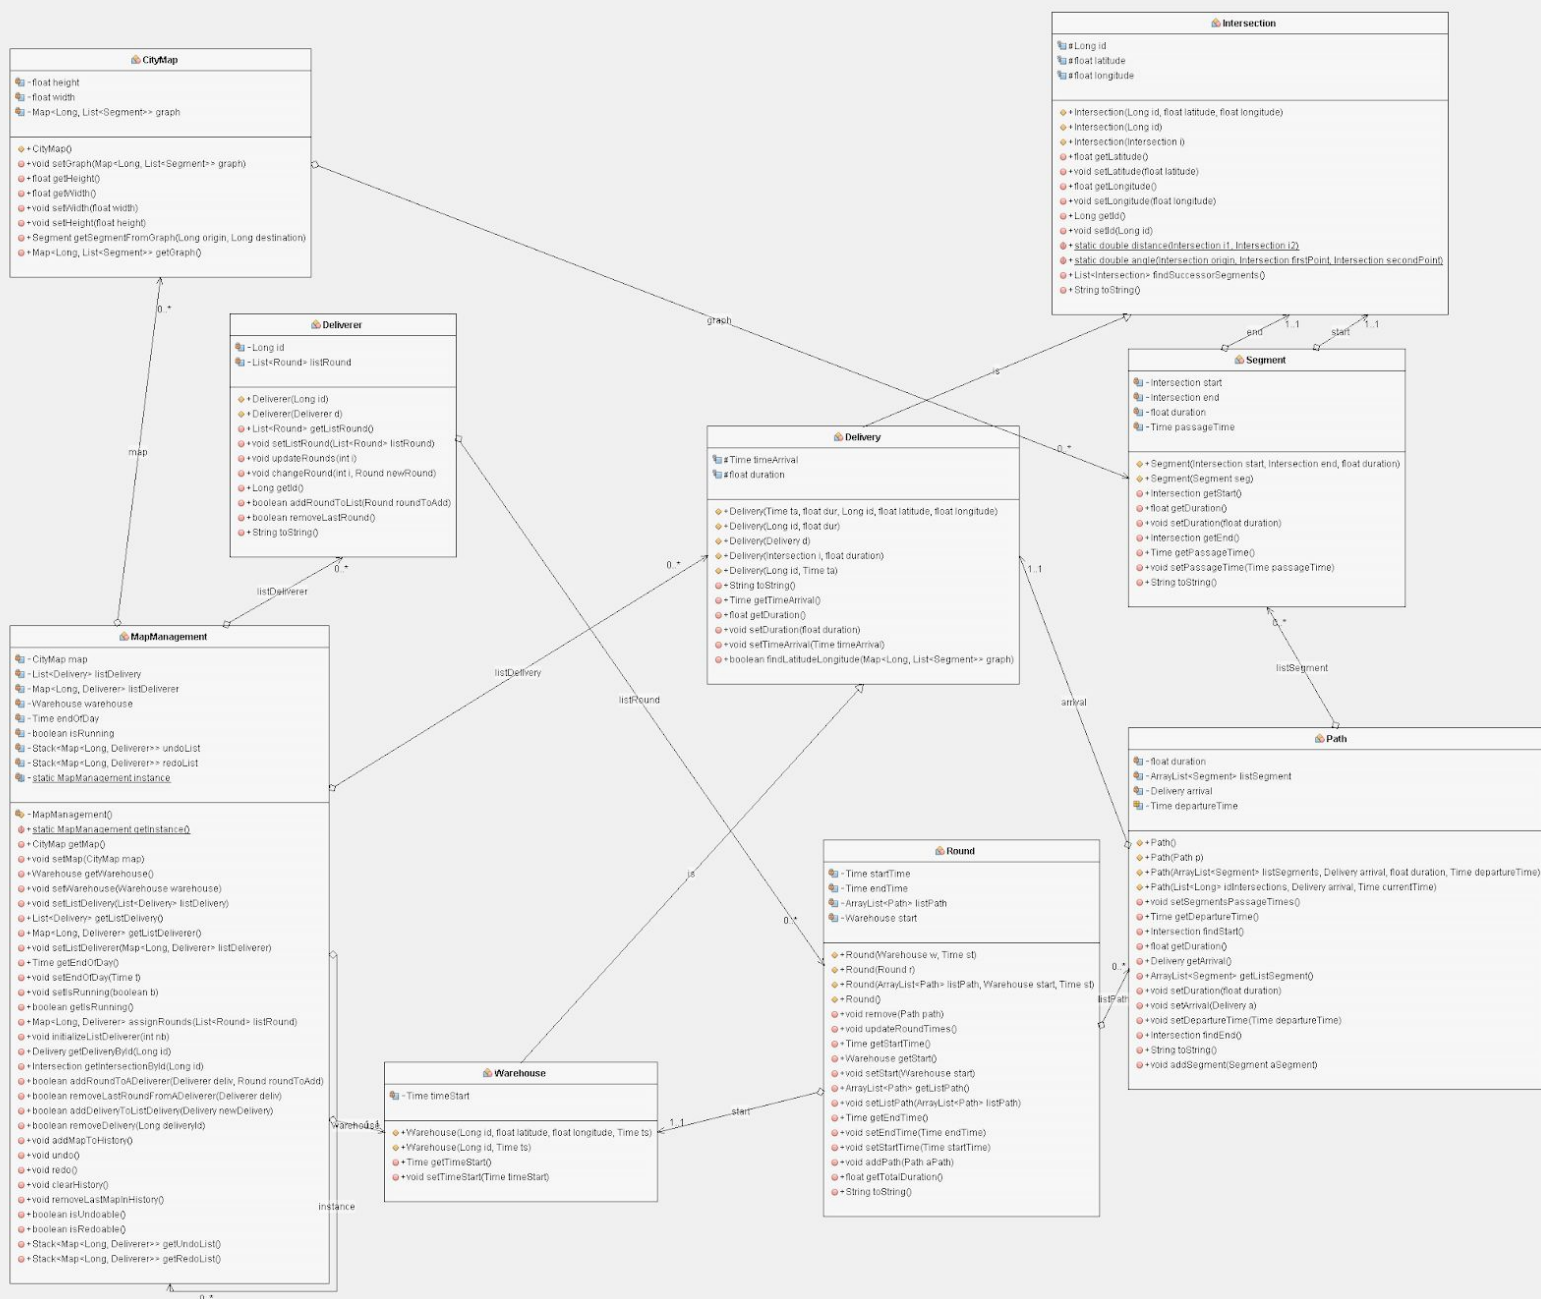 CityMap
- float height
- float width
- Map<Long, List<Segment>> graph
+ CityMap()
+ void setGraph(Map<Long, List<Segment>> graph)
+ float getHeight()
+ float getWidth()
+ void setWidth(float width)
+ void setHeight(float height)
+ Segment getSegmentFromGraph(Long origin, Long destination)
+ Map<Long, List<Segment>> getGraph()
Intersection
# Long id
# float latitude
# float longitude
+ Intersection(Long id, float latitude, float longitude)
+ Intersection(Long id)
+ Intersection(Intersection i)
+ float getLatitude()
+ void setLatitude(float latitude)
+ float getLongitude()
+ void setLongitude(float longitude)
+ Long getId()
+ void setId(Long id)
+ static double distance(Intersection i1, Intersection i2)
+ static double angle(Intersection origin, Intersection firstPoint, Intersection secondPoint)
+ List<Intersection> findSuccessorSegments()
+ String toString()
0..*
graph
end
1..1
start
1..1
Deliverer
- Long id
- List<Round> listRound
+ Deliverer(Long id)
+ Deliverer(Deliverer d)
+ List<Round> getListRound()
+ void setListRound(List<Round> listRound)
+ void updateRounds(int i)
+ void changeRound(int i, Round newRound)
+ Long getId()
+ boolean addRoundToList(Round roundToAdd)
+ boolean removeLastRound()
+ String toString()
Segment
- Intersection start
- Intersection end
- float duration
- Time passageTime
+ Segment(Intersection start, Intersection end, float duration)
+ Segment(Segment seg)
+ Intersection getStart()
+ float getDuration()
+ void setDuration(float duration)
+ Intersection getEnd()
+ Time getPassageTime()
+ void setPassageTime(Time passageTime)
+ String toString()
is
map
0..*
Delivery
# Time timeArrival
# float duration
+ Delivery(Time ta, float dur, Long id, float latitude, float longitude)
+ Delivery(Long id, float dur)
+ Delivery(Delivery d)
+ Delivery(Intersection i, float duration)
+ Delivery(Long id, Time ta)
+ String toString()
+ Time getTimeArrival()
+ float getDuration()
+ void setDuration(float duration)
+ void setTimeArrival(Time timeArrival)
+ boolean findLatitudeLongitude(Map<Long, List<Segment>> graph)
0..*
0..*
1..1
listDeliverer
0..*
listSegment
listDelivery
listRound
arrival
MapManagement
- CityMap map
- List<Delivery> listDelivery
- Map<Long, Deliverer> listDeliverer
- Warehouse warehouse
- Time endOfDay
- boolean isRunning
- Stack<Map<Long, Deliverer>> undoList
- Stack<Map<Long, Deliverer>> redoList
- static MapManagement instance
- MapManagement()
+ static MapManagement getInstance()
+ CityMap getMap()
+ void setMap(CityMap map)
+ Warehouse getWarehouse()
+ void setWarehouse(Warehouse warehouse)
+ void setListDelivery(List<Delivery> listDelivery)
+ List<Delivery> getListDelivery()
+ Map<Long, Deliverer> getListDeliverer()
+ void setListDeliverer(Map<Long, Deliverer> listDeliverer)
+ Time getEndOfDay()
+ void setEndOfDay(Time t)
+ void setIsRunning(boolean b)
+ boolean getIsRunning()
+ Map<Long, Deliverer> assignRounds(List<Round> listRound)
+ void initializeListDeliverer(int nb)
+ Delivery getDeliveryById(Long id)
+ Intersection getIntersectionById(Long id)
+ boolean addRoundToADeliverer(Deliverer deliv, Round roundToAdd)
+ boolean removeLastRoundFromADeliverer(Deliverer deliv)
+ boolean addDeliveryToListDelivery(Delivery newDelivery)
+ boolean removeDelivery(Long deliveryId)
+ void addMapToHistory()
+ void undo()
+ void redo()
+ void clearHistory()
+ void removeLastMapInHistory()
+ boolean isUndoable()
+ boolean isRedoable()
+ Stack<Map<Long, Deliverer>> getUndoList()
+ Stack<Map<Long, Deliverer>> getRedoList()
Path
- float duration
- ArrayList<Segment> listSegment
- Delivery arrival
- Time departureTime
+ Path()
+ Path(Path p)
+ Path(ArrayList<Segment> listSegments, Delivery arrival, float duration, Time departureTime)
+ Path(List<Long> idIntersections, Delivery arrival, Time currentTime)
+ void setSegmentsPassageTimes()
+ Time getDepartureTime()
+ Intersection findStart()
+ float getDuration()
+ Delivery getArrival()
+ ArrayList<Segment> getListSegment()
+ void setDuration(float duration)
+ void setArrival(Delivery a)
+ void setDepartureTime(Time departureTime)
+ Intersection findEnd()
+ String toString()
+ void addSegment(Segment aSegment)
Round
- Time startTime
- Time endTime
- ArrayList<Path> listPath
- Warehouse start
+ Round(Warehouse w, Time st)
+ Round(Round r)
+ Round(ArrayList<Path> listPath, Warehouse start, Time st)
+ Round()
+ void remove(Path path)
+ void updateRoundTimes()
+ Time getStartTime()
+ Warehouse getStart()
+ void setStart(Warehouse start)
+ ArrayList<Path> getListPath()
+ void setListPath(ArrayList<Path> listPath)
+ Time getEndTime()
+ void setEndTime(Time endTime)
+ void setStartTime(Time startTime)
+ void addPath(Path aPath)
+ float getTotalDuration()
+ String toString()
is
0..*
0..*
listPath
Warehouse
- Time timeStart
+ Warehouse(Long id, float latitude, float longitude, Time ts)
+ Warehouse(Long id, Time ts)
+ Time getTimeStart()
+ void setTimeStart(Time timeStart)
start
1..1
warehouse
instance
0..*